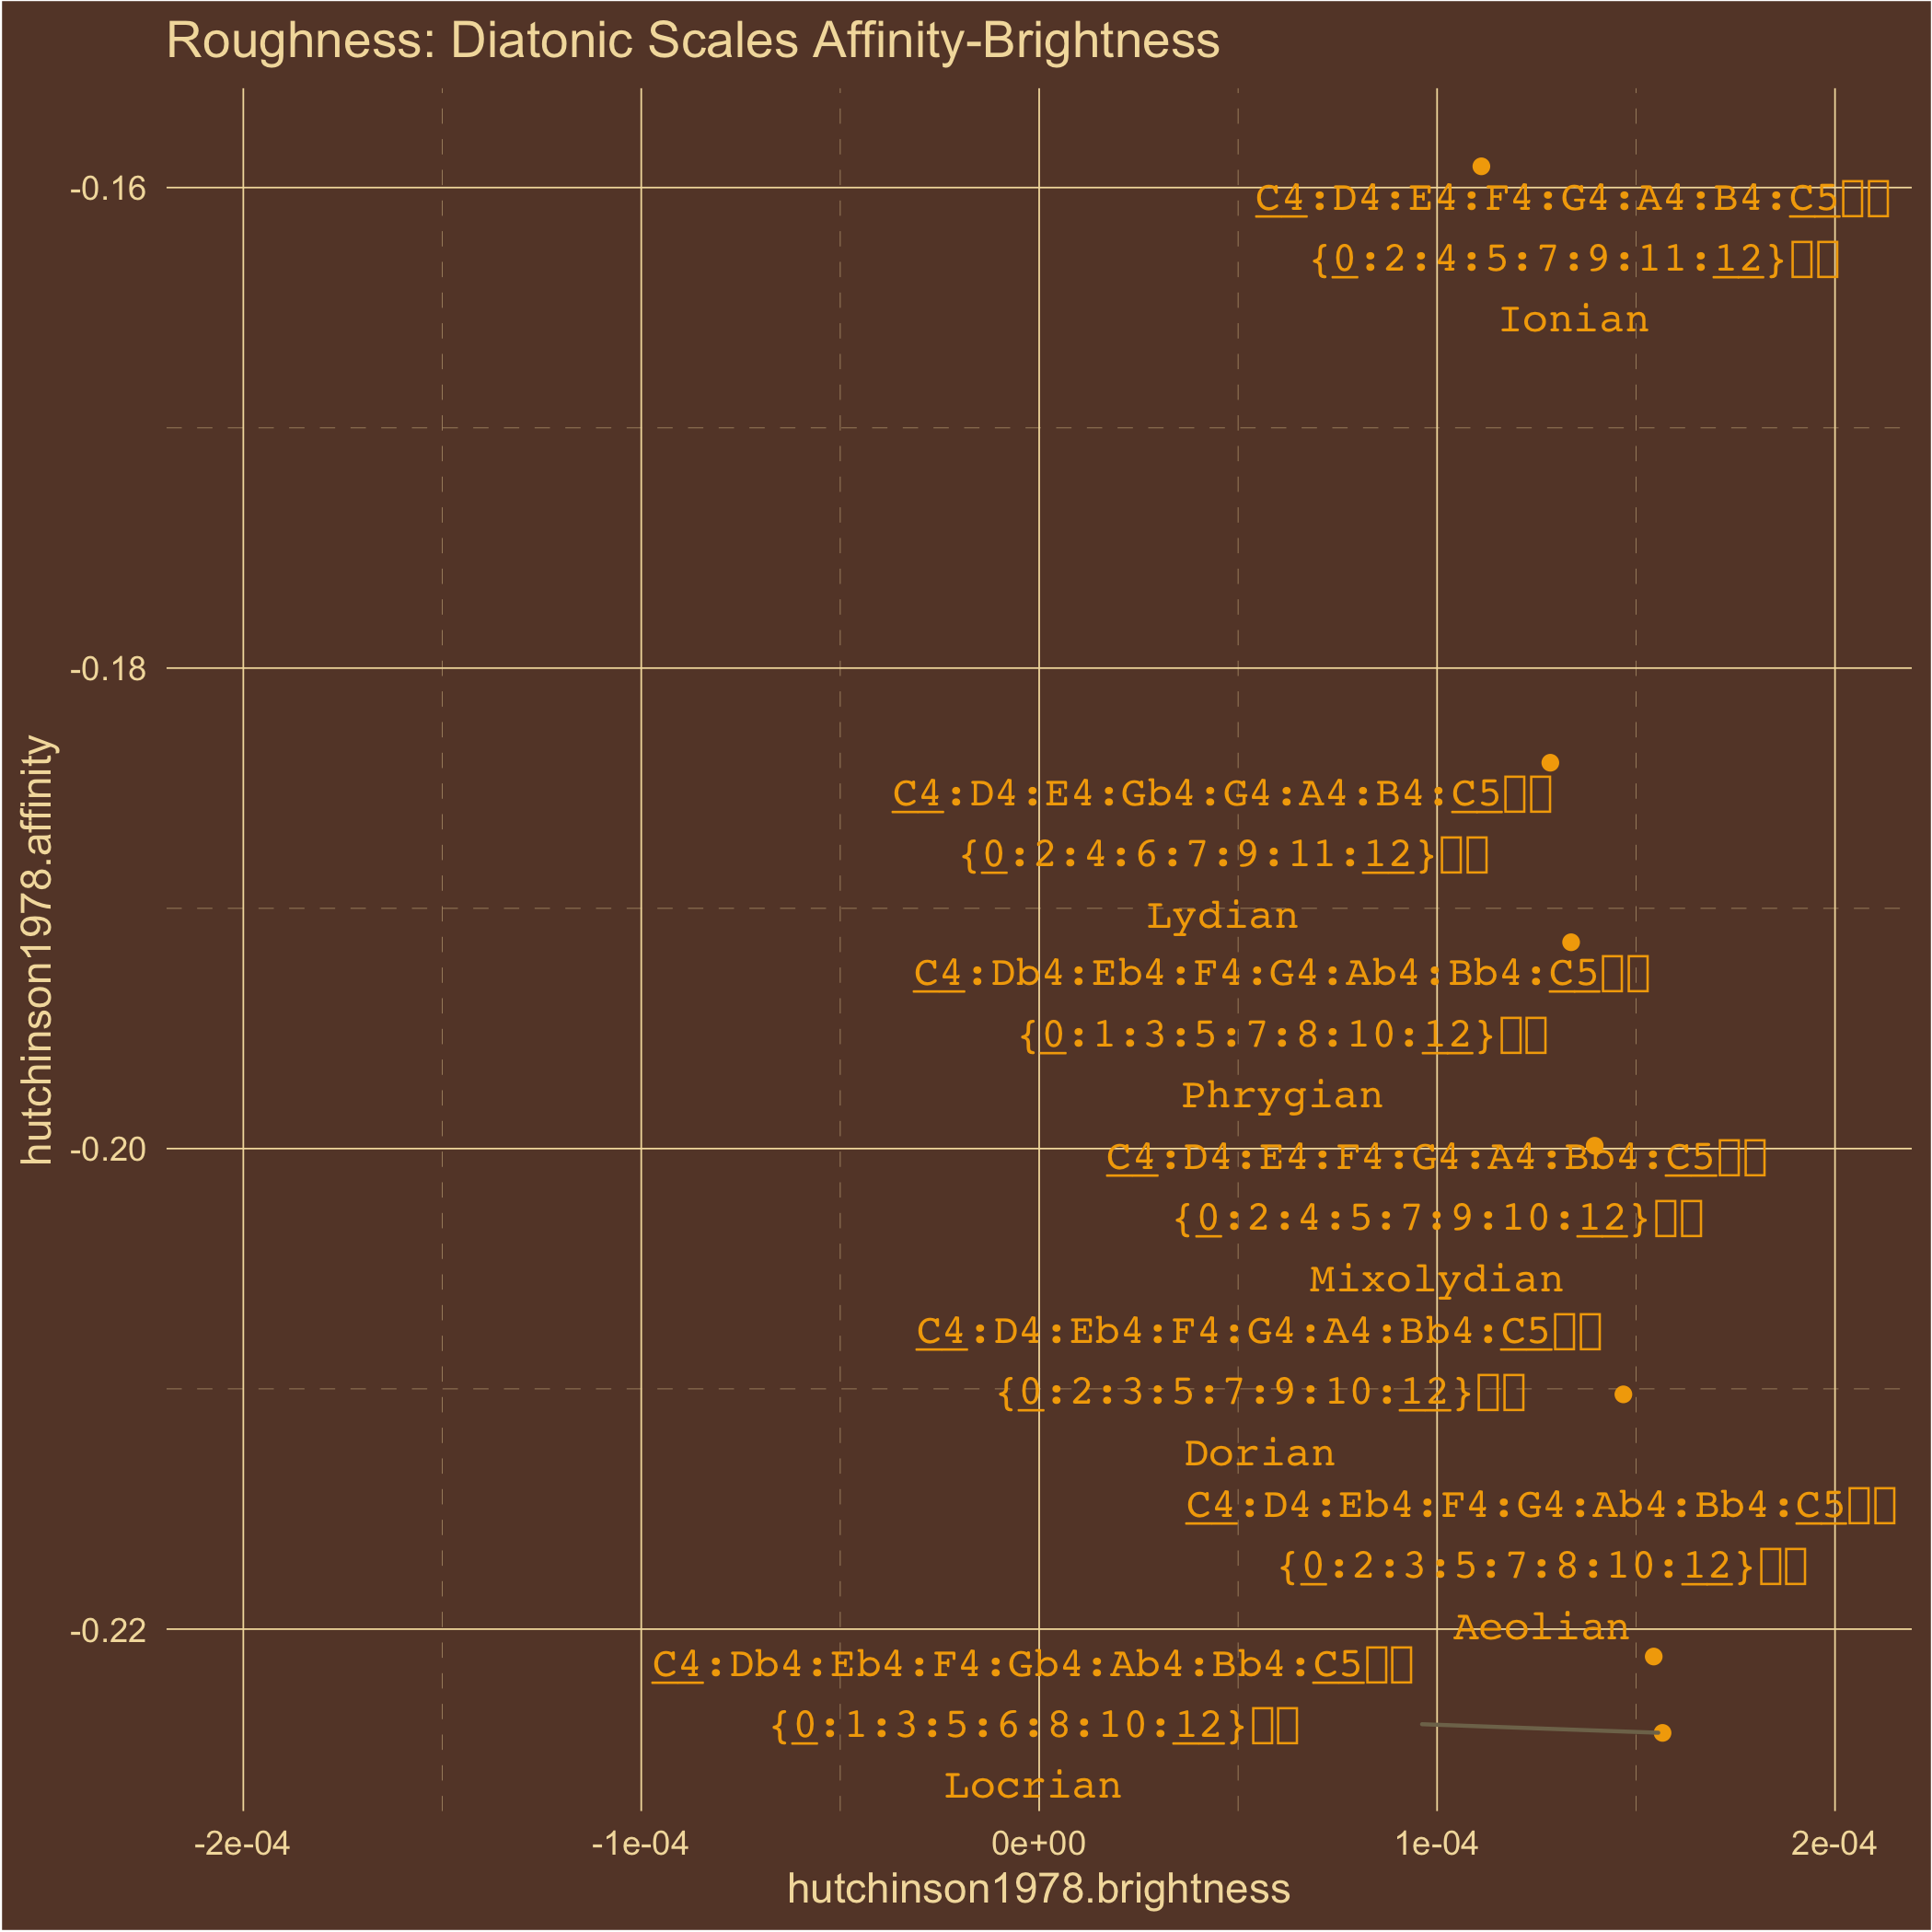 Roughness: Diatonic Scales Affinity-Brightness
-0.16
C4:D4:E4:F4:G4:A4:B4:C5
{0:2:4:5:7:9:11:12}
Ionian
-0.18
C4:D4:E4:Gb4:G4:A4:B4:C5
{0:2:4:6:7:9:11:12}
Lydian
C4:Db4:Eb4:F4:G4:Ab4:Bb4:C5
{0:1:3:5:7:8:10:12}
Phrygian
-0.20
C4:D4:E4:F4:G4:A4:Bb4:C5
{0:2:4:5:7:9:10:12}
Mixolydian
C4:D4:Eb4:F4:G4:A4:Bb4:C5
{0:2:3:5:7:9:10:12}
Dorian
C4:D4:Eb4:F4:G4:Ab4:Bb4:C5
{0:2:3:5:7:8:10:12}
Aeolian
-0.22
C4:Db4:Eb4:F4:Gb4:Ab4:Bb4:C5
{0:1:3:5:6:8:10:12}
Locrian
-2e-04 -1e-04 0e+00 1e-04 2e-04
hutchinson1978.brightness
hutchinson1978.affinity